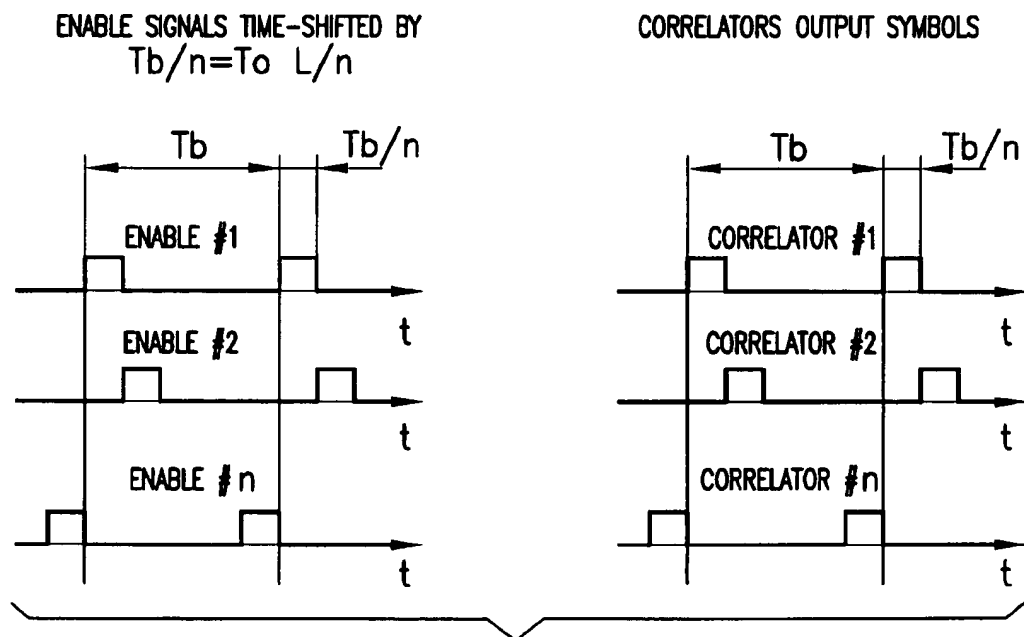 ENABLE SIGNALS TIME-SHIFTED BY
Tb/n=To L/n
Tb
Tb/n
ENABLE #1
t
ENABLE #2
t
ENABLE #n
t
CORRELATORS OUTPUT SYMBOLS
Tb
Tb/n
CORRELATOR #1
t
CORRELATOR #2
t
CORRELATOR #n
t